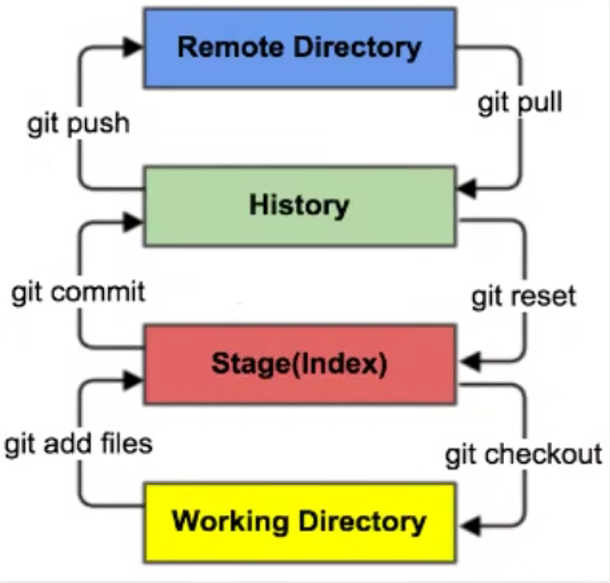 Remote Directory
git push
git pull
History
git commit
git reset
Stage(Index)
git add files
git checkout
Working Directory